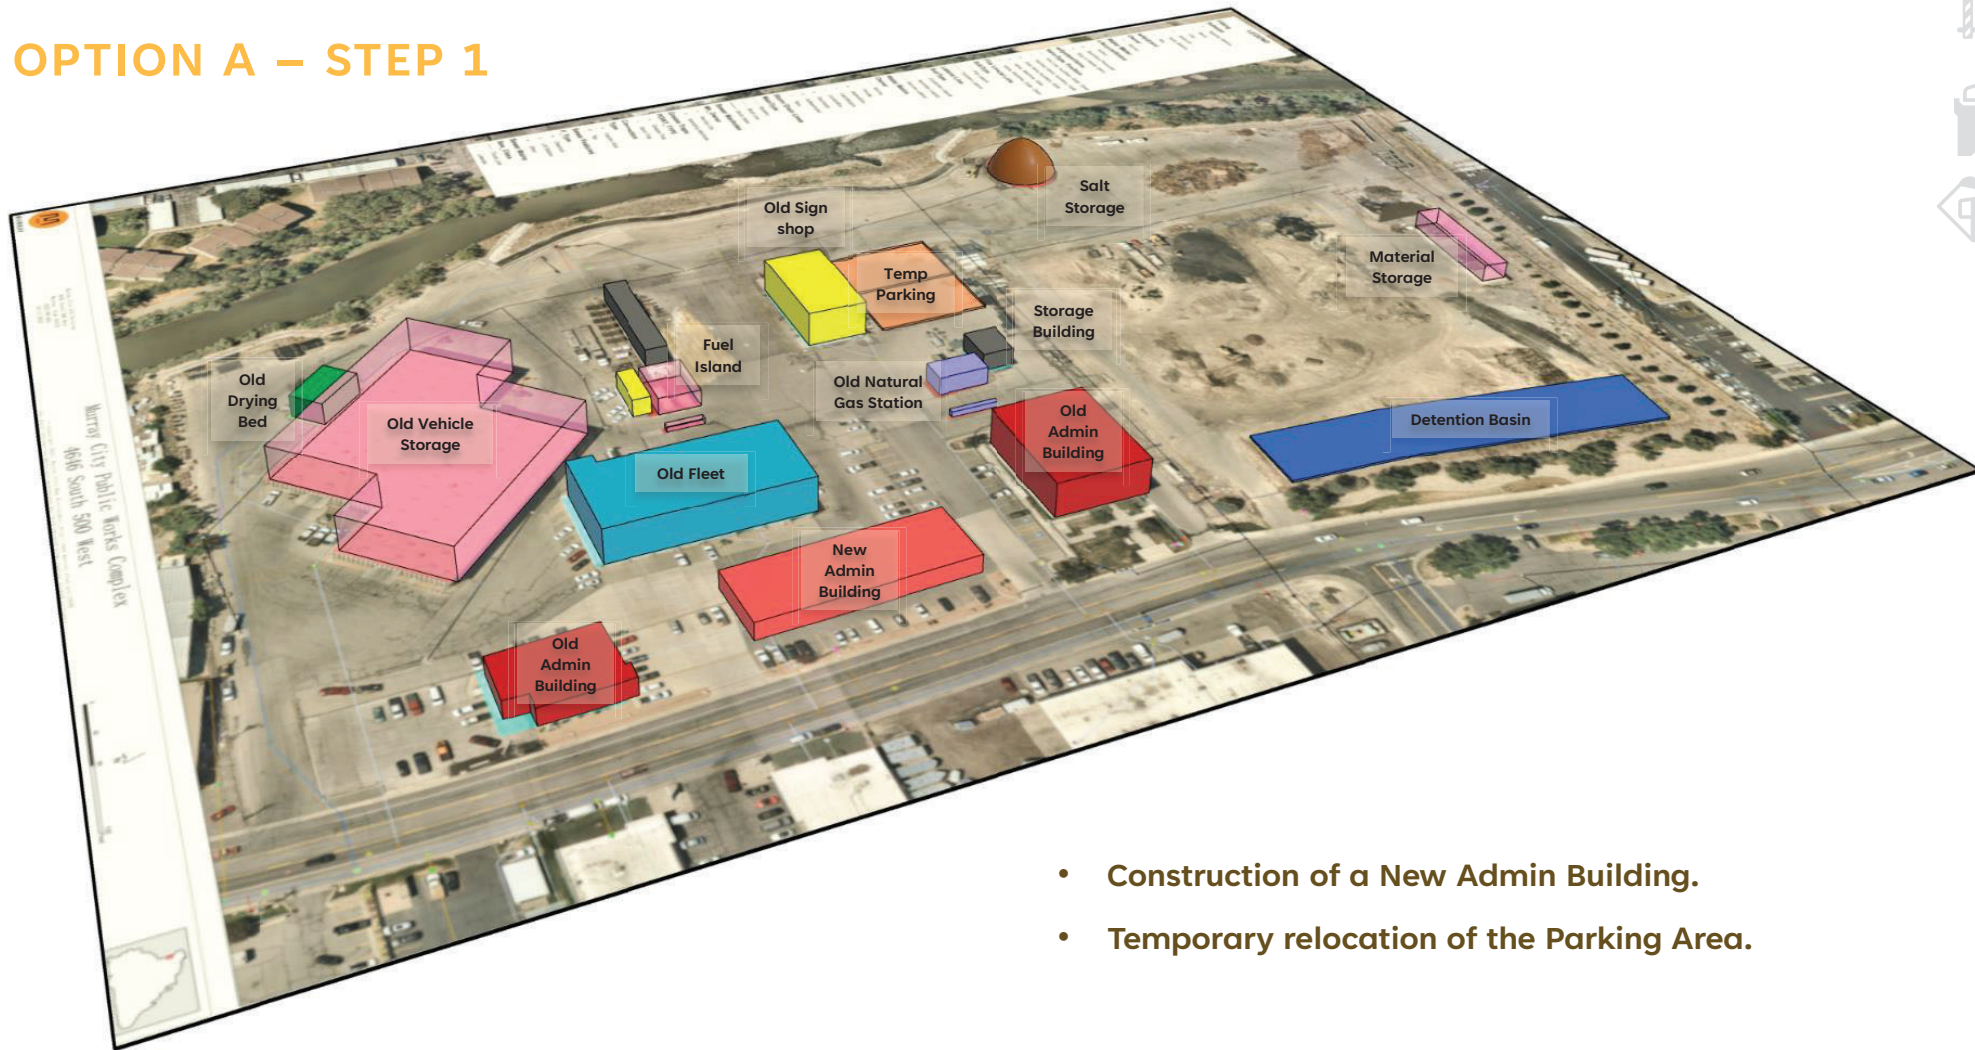 OPTION A – STEP 1
Salt
Storage
Old Sign
shop
Material
Storage
Temp
Parking
Storage
Building
Fuel
Island
Old
Drying
Bed
Old Natural
Gas Station
Old Vehicle
Storage
Old
Admin
Building
Detention Basin
Old Fleet
New
Admin
Building
Old
Admin
Building
Murray City Public Works Complex
4646 South 500 West
• Construction of a New Admin Building.
• Temporary relocation of the Parking Area.